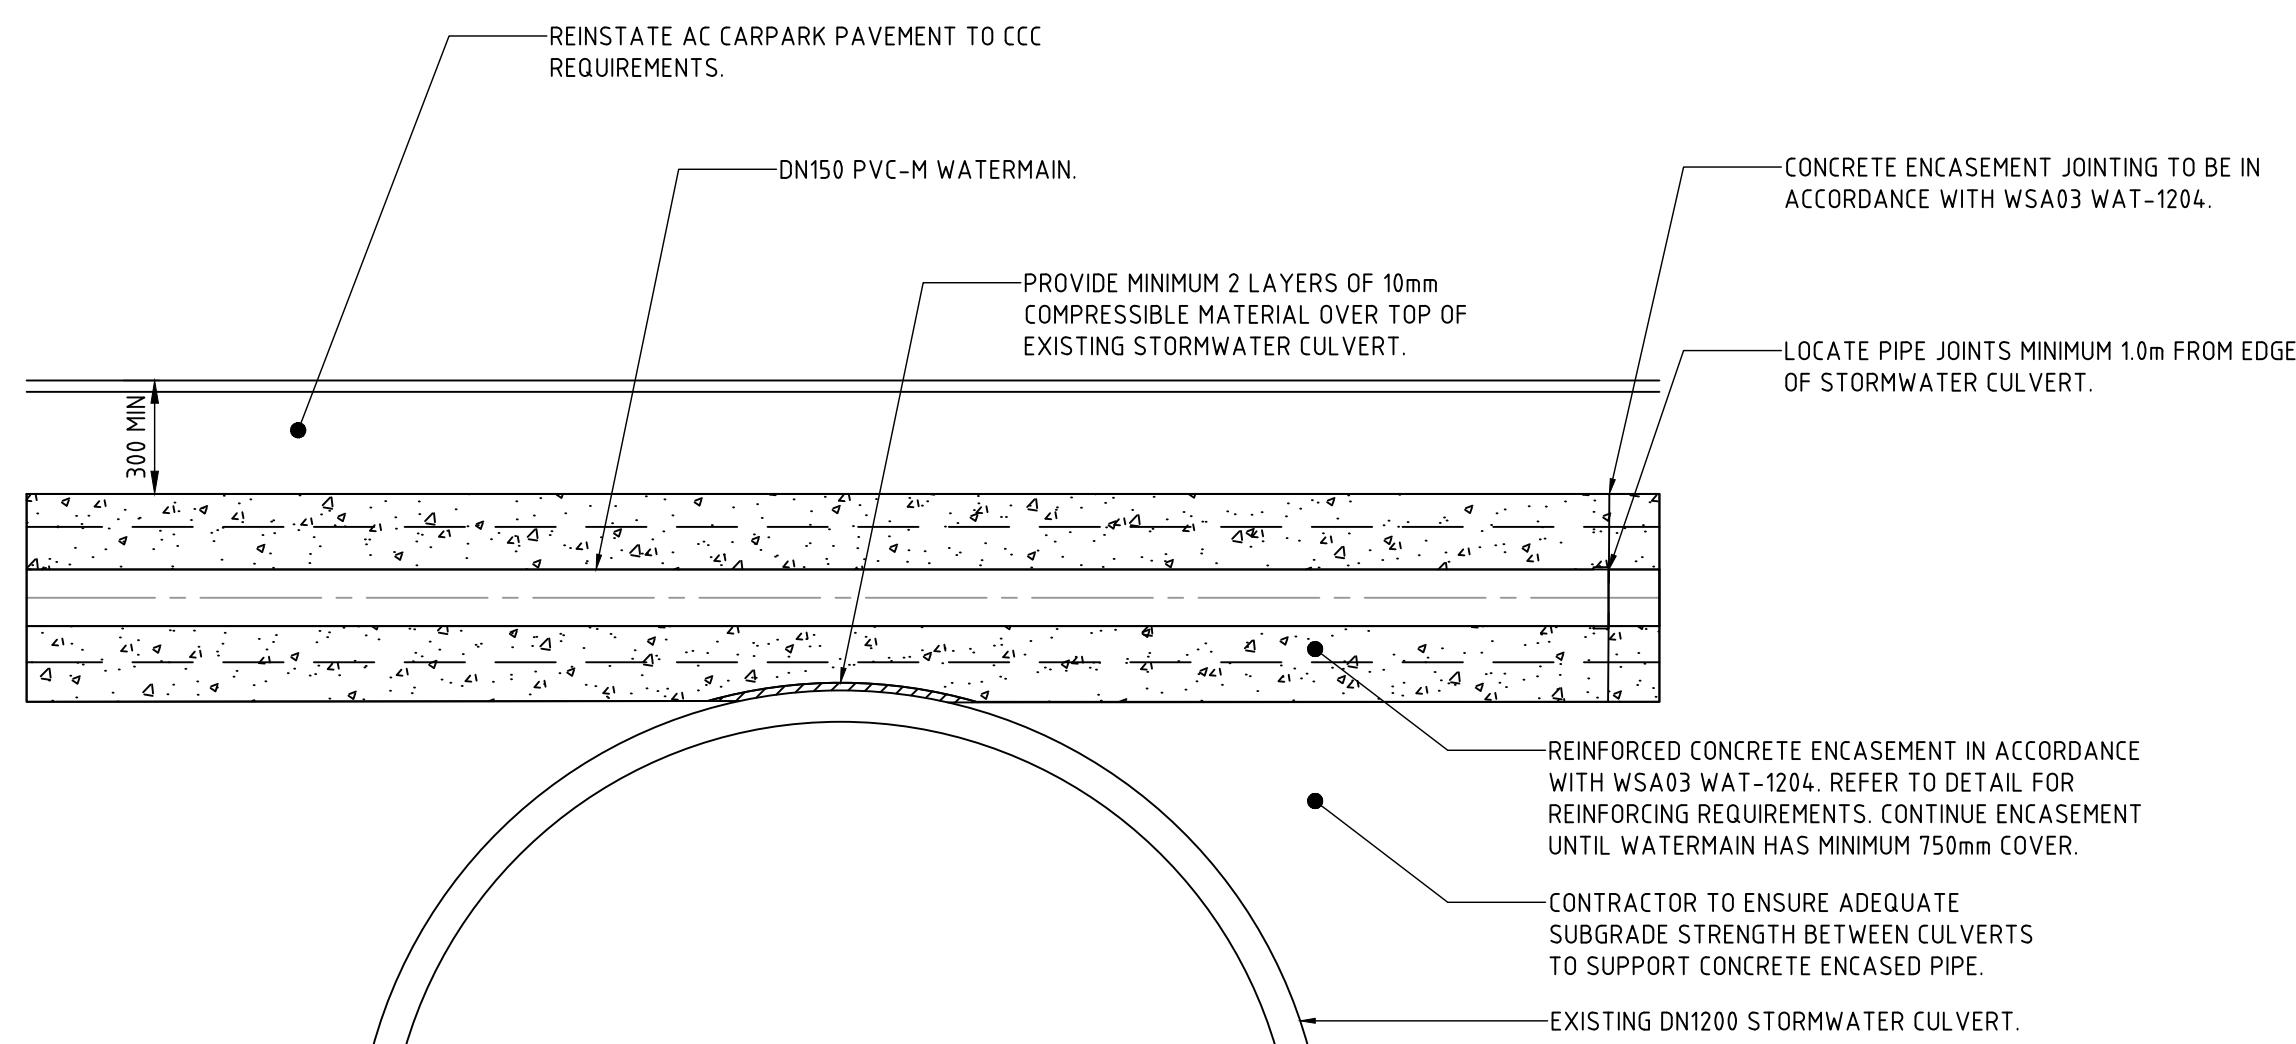 REINSTATE AC CARPARK PAVEMENT TO CCC
REQUIREMENTS.
DN150 PVC-M WATERMAIN.
CONCRETE ENCASEMENT JOINTING TO BE IN
ACCORDANCE WITH WSA03 WAT-1204.
PROVIDE MINIMUM 2 LAYERS OF 10mm
COMPRESSIBLE MATERIAL OVER TOP OF
EXISTING STORMWATER CULVERT.
LOCATE PIPE JOINTS MINIMUM 1.0m FROM EDGE
OF STORMWATER CULVERT.
300 MIN
REINFORCED CONCRETE ENCASEMENT IN ACCORDANCE
WITH WSA03 WAT-1204. REFER TO DETAIL FOR
REINFORCING REQUIREMENTS. CONTINUE ENCASEMENT
UNTIL WATERMAIN HAS MINIMUM 750mm COVER.
CONTRACTOR TO ENSURE ADEQUATE
SUBGRADE STRENGTH BETWEEN CULVERTS
TO SUPPORT CONCRETE ENCASED PIPE.
EXISTING DN1200 STORMWATER CULVERT.